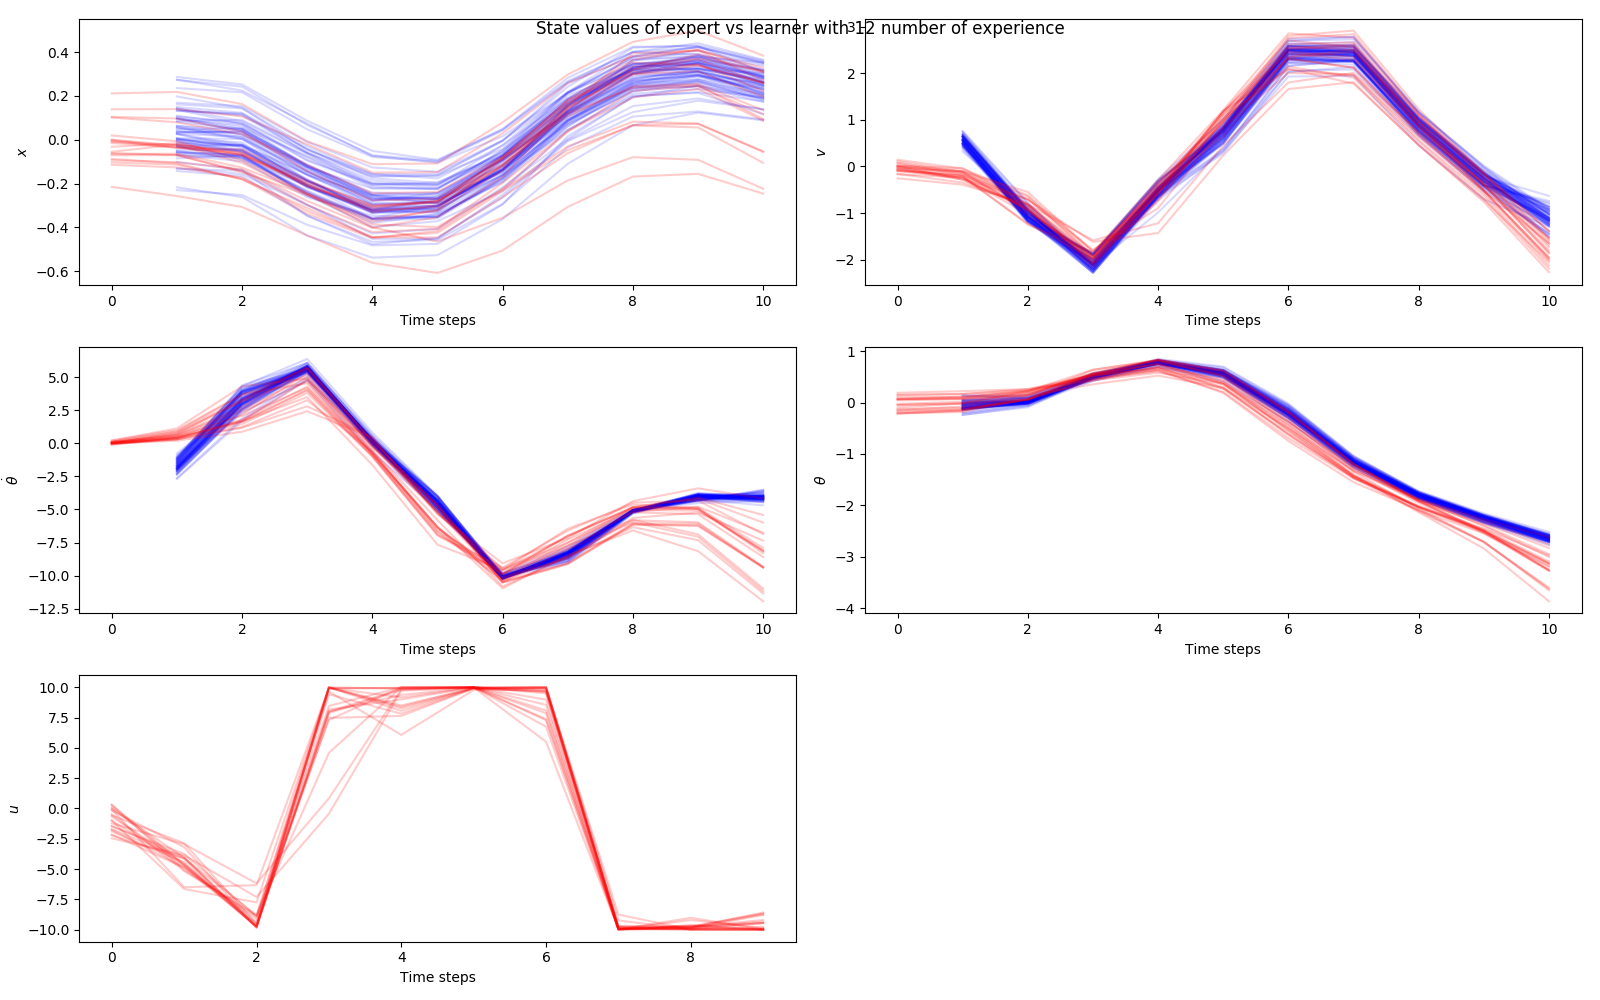 State values of expert vs learner with 12 number of experience
0.4
0.2
0.0
−0.2
−0.4
−0.6
x
0 2 4 6 8 10
Time steps
3
2
1
0
−1
−2
v
0 2 4 6 8 10
Time steps
5.0
2.5
0.0
−2.5
−5.0
−7.5
−10.0
−12.5
θ̇
0 2 4 6 8 10
Time steps
1
0
−1
−2
−3
−4
θ
0 2 4 6 8 10
Time steps
10.0
7.5
5.0
2.5
0.0
−2.5
−5.0
−7.5
−10.0
u
0 2 4 6 8
Time steps